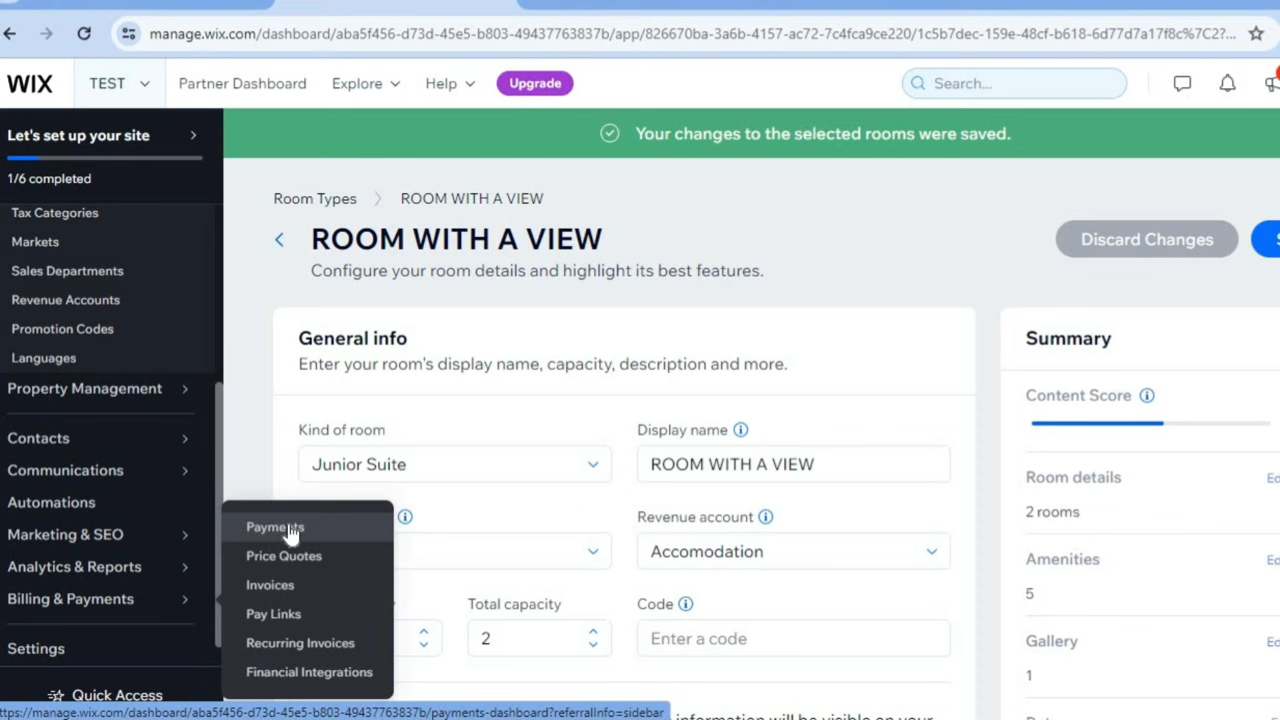 manage.wix.com/dashboard/aba5f456-d73d-45e5-b803-49437763837b/app/826670ba-3a6b-4157-ac72-7c4fca9ce220/1c5b7dec-159e-48cf-b618-6d77d7a17f8c%7C2?...
WIX
TEST
Partner Dashboard
Explore
Help
Upgrade
Search...
Let's set up your site
1/6 completed
Tax Categories
Markets
Sales Departments
Revenue Accounts
Promotion Codes
Languages
Property Management
Contacts
Communications
Automations
Marketing & SEO
Analytics & Reports
Billing & Payments
Settings
Quick Access
Payments
Price Quotes
Invoices
Pay Links
Recurring Invoices
Financial Integrations
Your changes to the selected rooms were saved.
Room Types
ROOM WITH A VIEW
ROOM WITH A VIEW
Configure your room details and highlight its best features.
Discard Changes
General info
Enter your room's display name, capacity, description and more.
Kind of room
Display name
Junior Suite
ROOM WITH A VIEW
Revenue account
Accomodation
Total capacity
Code
2
Enter a code
information will be visible on your
Summary
Content Score
Room details
2 rooms
Amenities
5
Gallery
1
ttps://manage.wix.com/dashboard/aba5f456-d73d-45e5-b803-49437763837b/payments-dashboard?referralInfo=sidebar